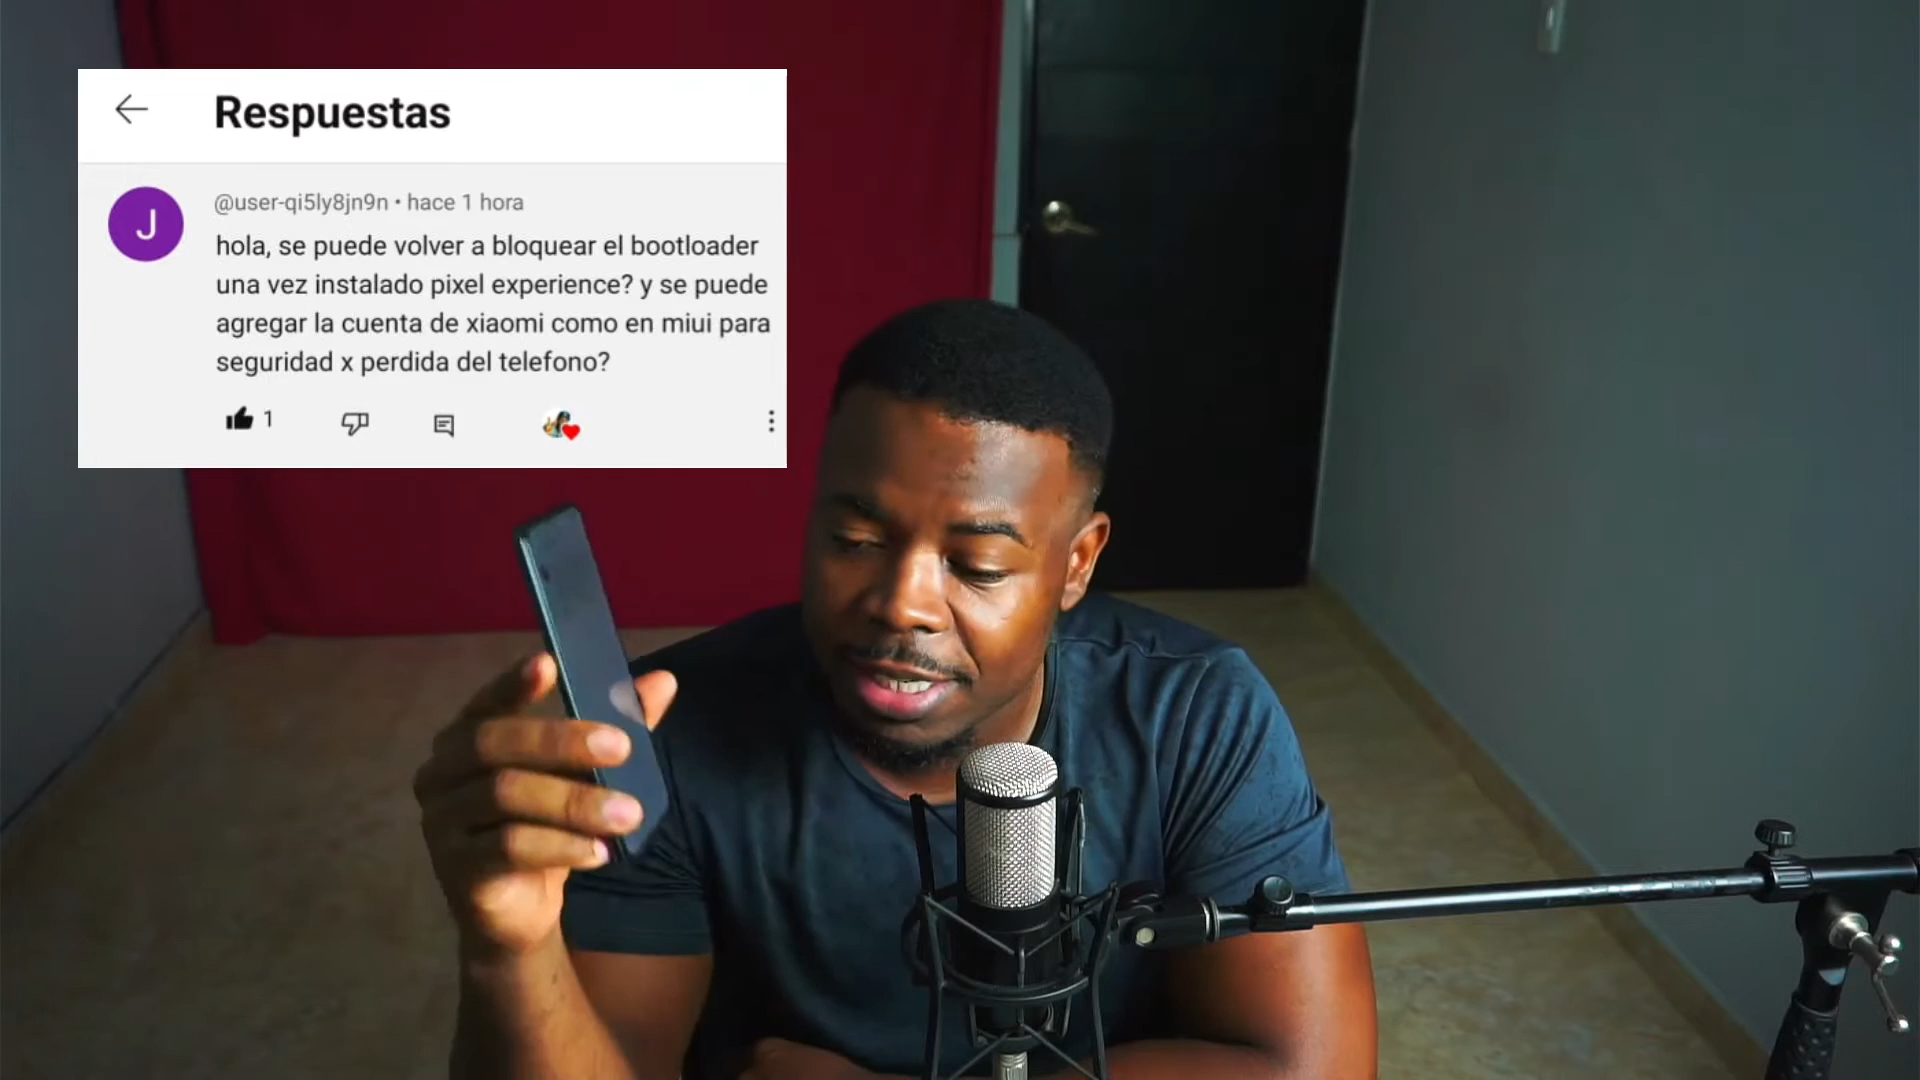 Respuestas
J
@user-qi5ly8jn9n • hace 1 hora
hola, se puede volver a bloquear el bootloader
una vez instalado pixel experience? y se puede
agregar la cuenta de xiaomi como en miui para
seguridad x perdida del telefono?
1